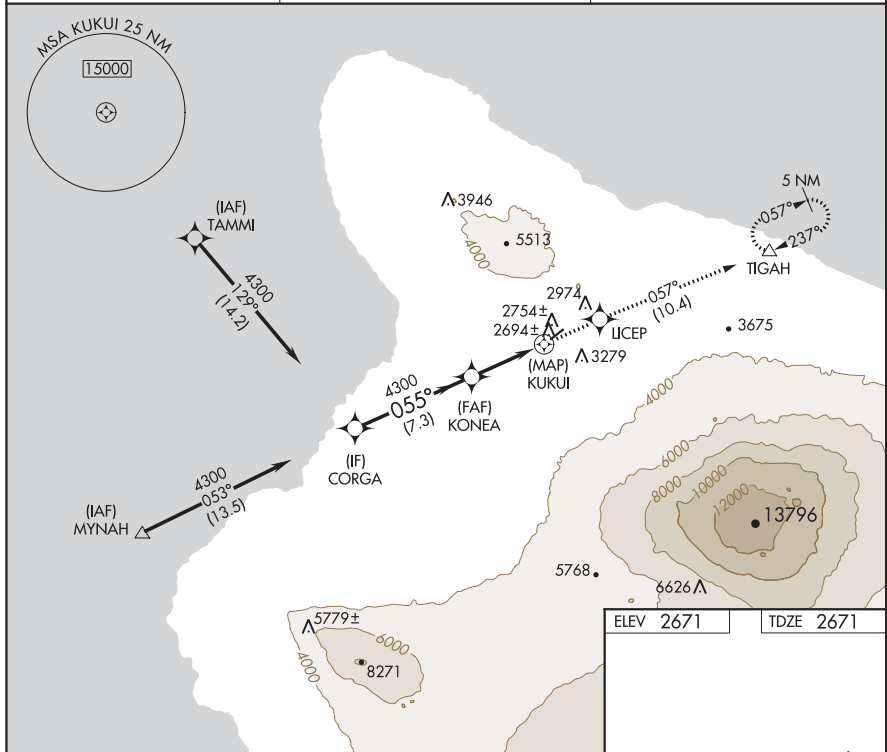 MSA KUKUI 25 NM
15000
(IAF)
TAMMI
4300
129°
(14.2)
3946
5513
4000
5 NM
057°
237°
TIGAH
2974
2754±
2694±
LICEP
057°
(10.4)
3675
3279
(MAP)
KUKUI
4300
055°
(7.3)
(FAF)
KONEA
(IF)
CORGA
4300
053°
(13.5)
(IAF)
MYNAH
4000
6000
8000
10000
12000
13796
5768
6626
5779±
4000
6000
8271
ELEV 2671
TDZE 2671